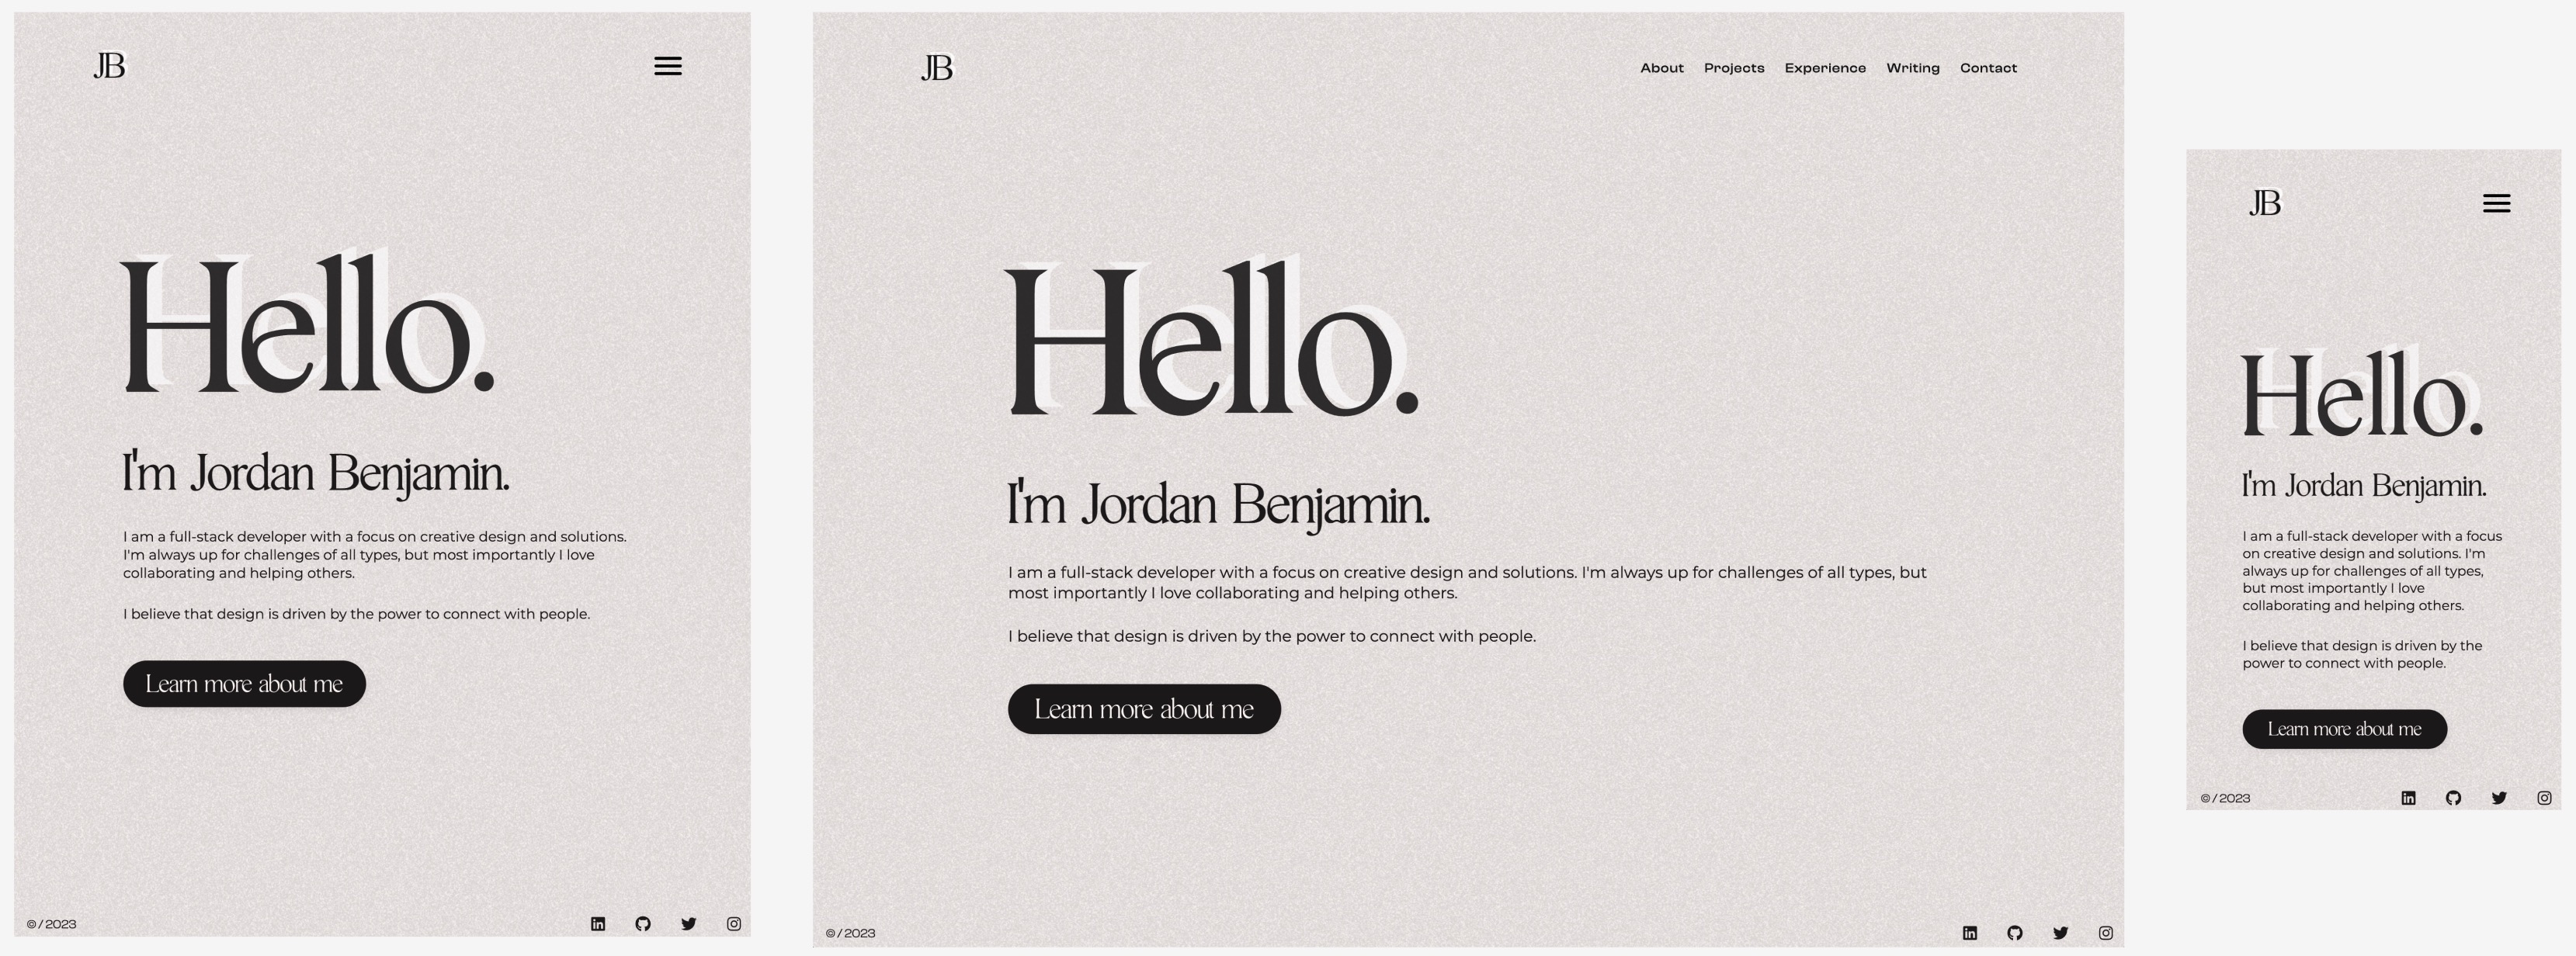 JB
Hello.
I'm Jordan Benjamin.
I am a full-stack developer with a focus on creative design and solutions.
I'm always up for challenges of all types, but most importantly I love
collaborating and helping others.
I believe that design is driven by the power to connect with people.
Learn more about me
© / 2023
JB
About Projects Experience Writing Contact
Hello.
I'm Jordan Benjamin.
I am a full-stack developer with a focus on creative design and solutions. I'm always up for challenges of all types, but
most importantly I love collaborating and helping others.
I believe that design is driven by the power to connect with people.
Learn more about me
© / 2023
JB
Hello.
I'm Jordan Benjamin.
I am a full-stack developer with a focus
on creative design and solutions. I'm
always up for challenges of all types,
but most importantly I love
collaborating and helping others.
I believe that design is driven by the
power to connect with people.
Learn more about me
© / 2023